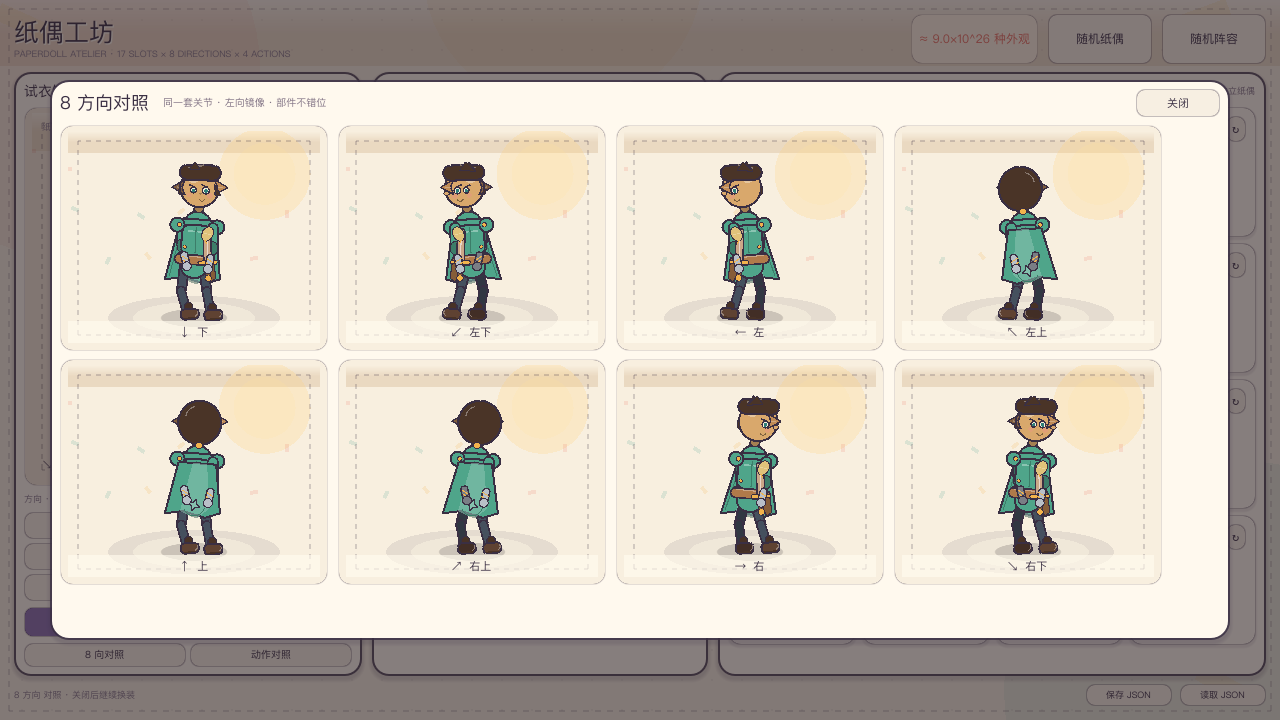 纸偶工坊
PAPERDOLL ATELIER · 17 SLOTS × 8 DIRECTIONS × 4 ACTIONS
≈ 9.0×10^26 种外观
随机纸偶
随机阵容
试衣
立纸偶
8 方向对照
同一套关节 · 左向镜像 · 部件不错位
关闭
↓ 下
↙ 左下
← 左
↖ 左上
↑ 上
↗ 右上
→ 右
↘ 右下
方向 ·
8 向对照
动作对照
8 方向 对照 · 关闭后继续换装
保存 JSON
读取 JSON